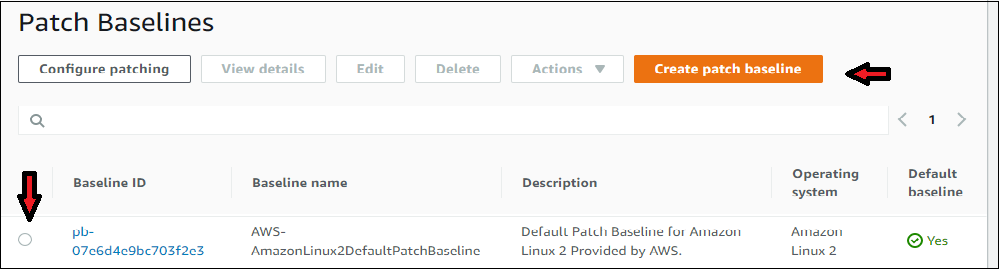 Patch Baselines
Configure patching View details Edit Delete Actions Create patch baseline
1
Baseline ID Baseline name Description Operating system Default baseline
pb-07e6d4e9bc703f2e3 AWS-AmazonLinux2DefaultPatchBaseline Default Patch Baseline for Amazon Linux 2 Provided by AWS. Amazon Linux 2 Yes